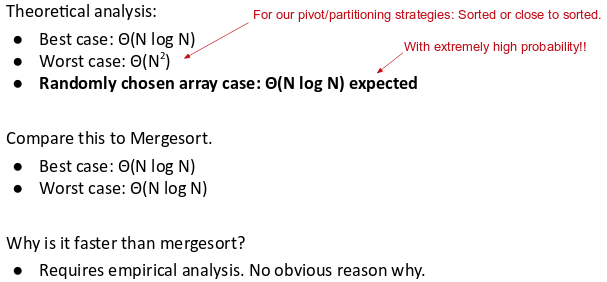 Theoretical analysis:
For our pivot/partitioning strategies: Sorted or close to sorted.
● Best case: Θ(N log N)
With extremely high probability!!
● Worst case: Θ(N²)
● Randomly chosen array case: Θ(N log N) expected
Compare this to Mergesort.
● Best case: Θ(N log N)
● Worst case: Θ(N log N)
Why is it faster than mergesort?
● Requires empirical analysis. No obvious reason why.